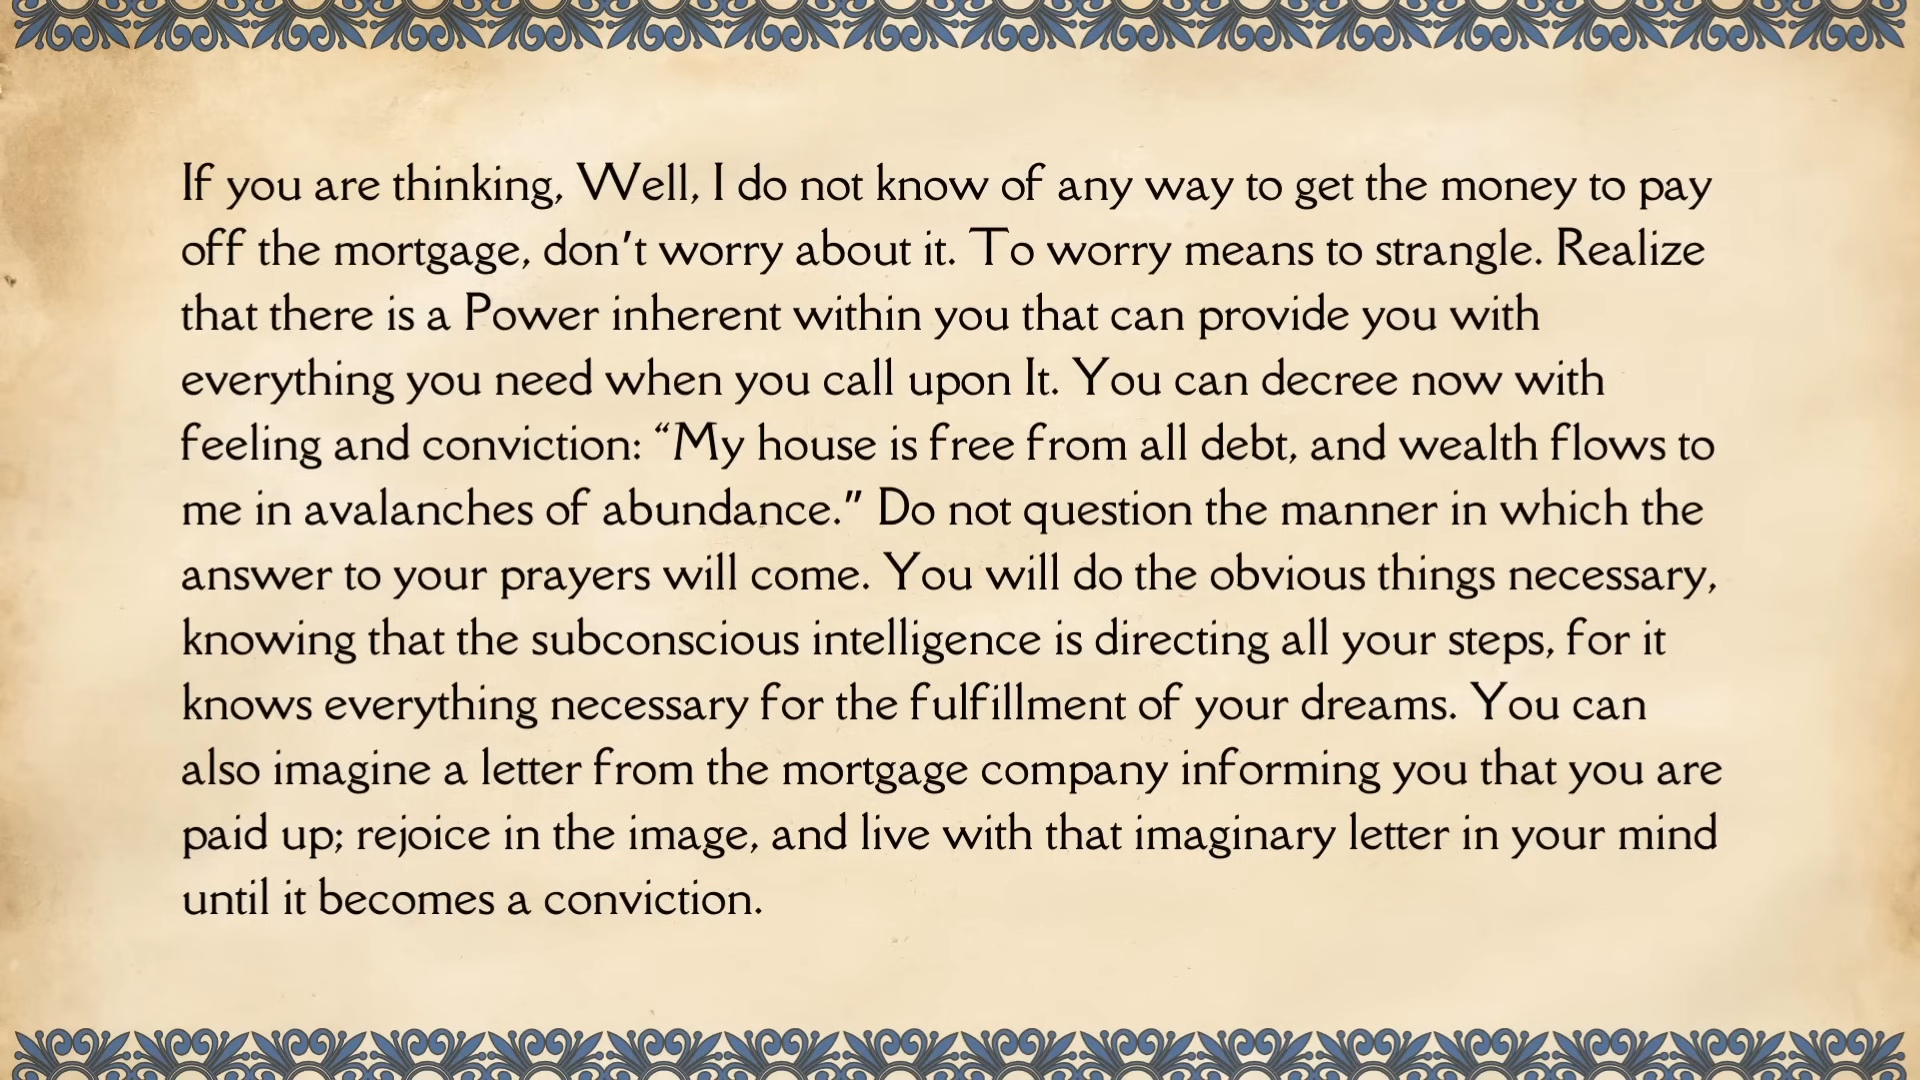 If you are thinking, Well, I do not know of any way to get the money to pay
off the mortgage, don't worry about it. To worry means to strangle. Realize
that there is a Power inherent within you that can provide you with
everything you need when you call upon It. You can decree now with
feeling and conviction: “My house is free from all debt, and wealth flows to
me in avalanches of abundance." Do not question the manner in which the
answer to your prayers will come. You will do the obvious things necessary,
knowing that the subconscious intelligence is directing all your steps, for it
knows everything necessary for the fulfillment of your dreams. You can
also imagine a letter from the mortgage company informing you that you are
paid up; rejoice in the image, and live with that imaginary letter in your mind
until it becomes a conviction.